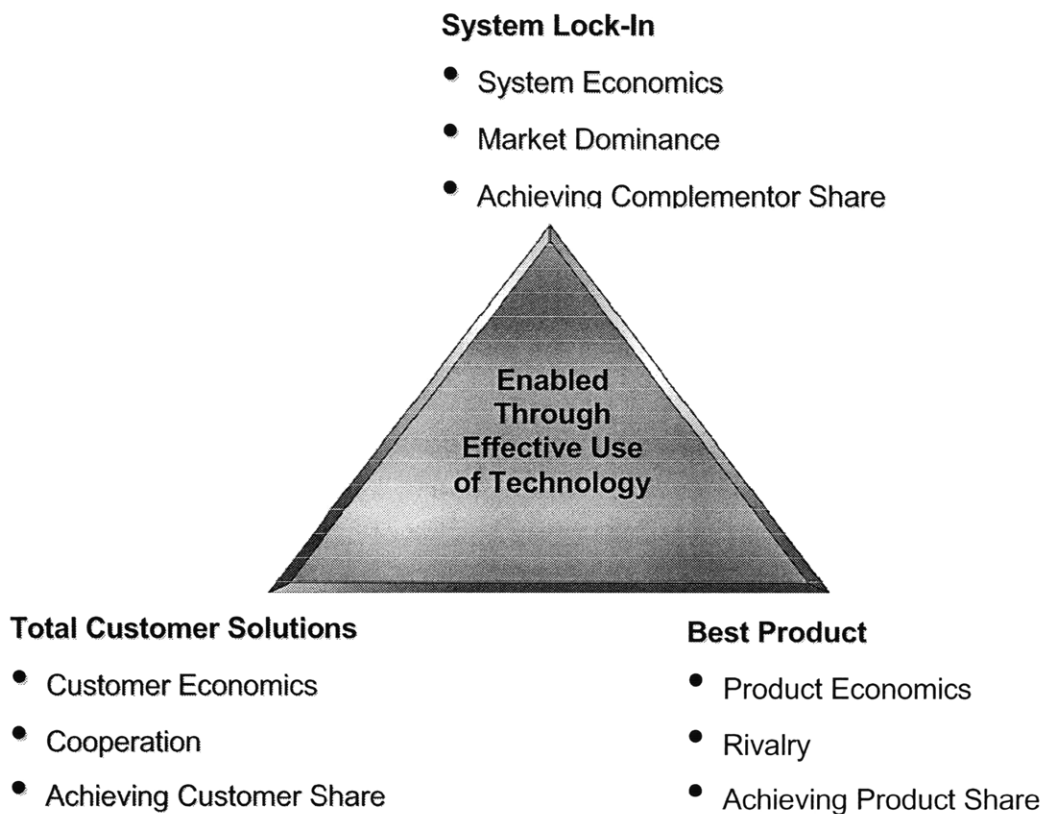 System Lock-In
• System Economics
• Market Dominance
• Achieving Complementor Share
Enabled
Through
Effective Use
of Technology
Total Customer Solutions
• Customer Economics
• Cooperation
• Achieving Customer Share
Best Product
• Product Economics
• Rivalry
• Achieving Product Share